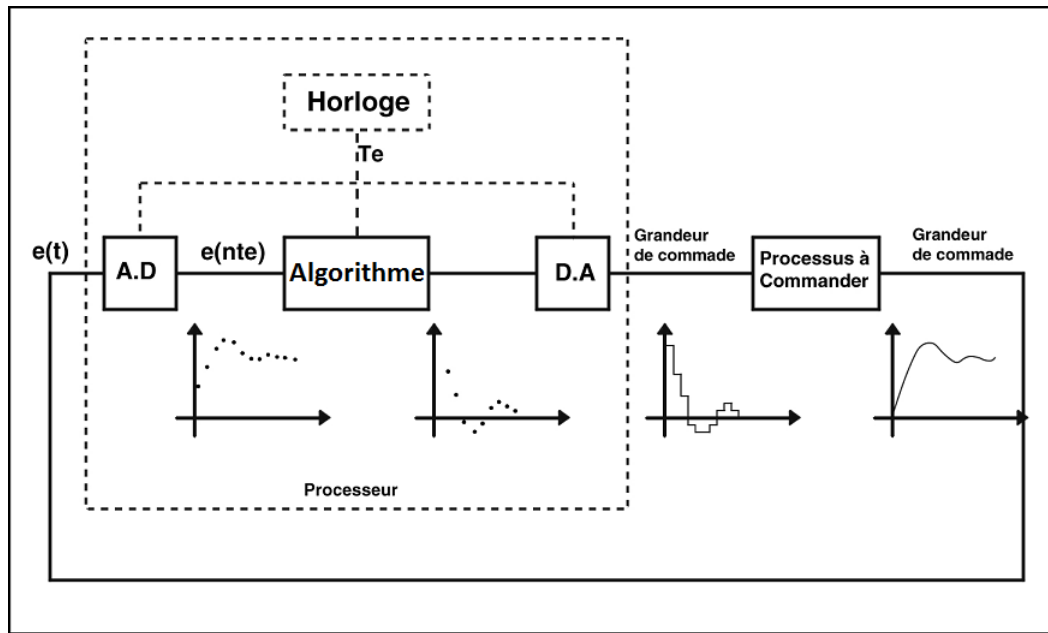 Horloge
Te
e(t)
A.D
e(nte)
Algorithme
D.A
Grandeur
de commade
Processus à
Commander
Grandeur
de commade
Processeur